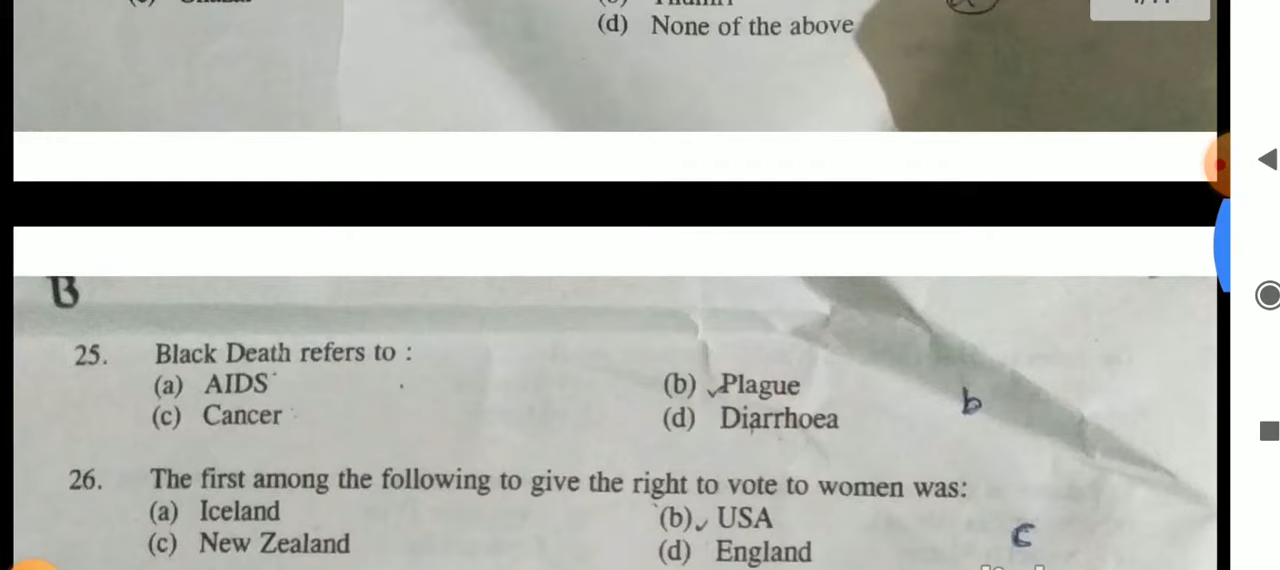 (d) None of the above
B
25. Black Death refers to :
(a) AIDS (b) Plague
b
(c) Cancer (d) Diarrhoea
26. The first among the following to give the right to vote to women was:
(a) Iceland (b) USA
c
(c) New Zealand (d) England